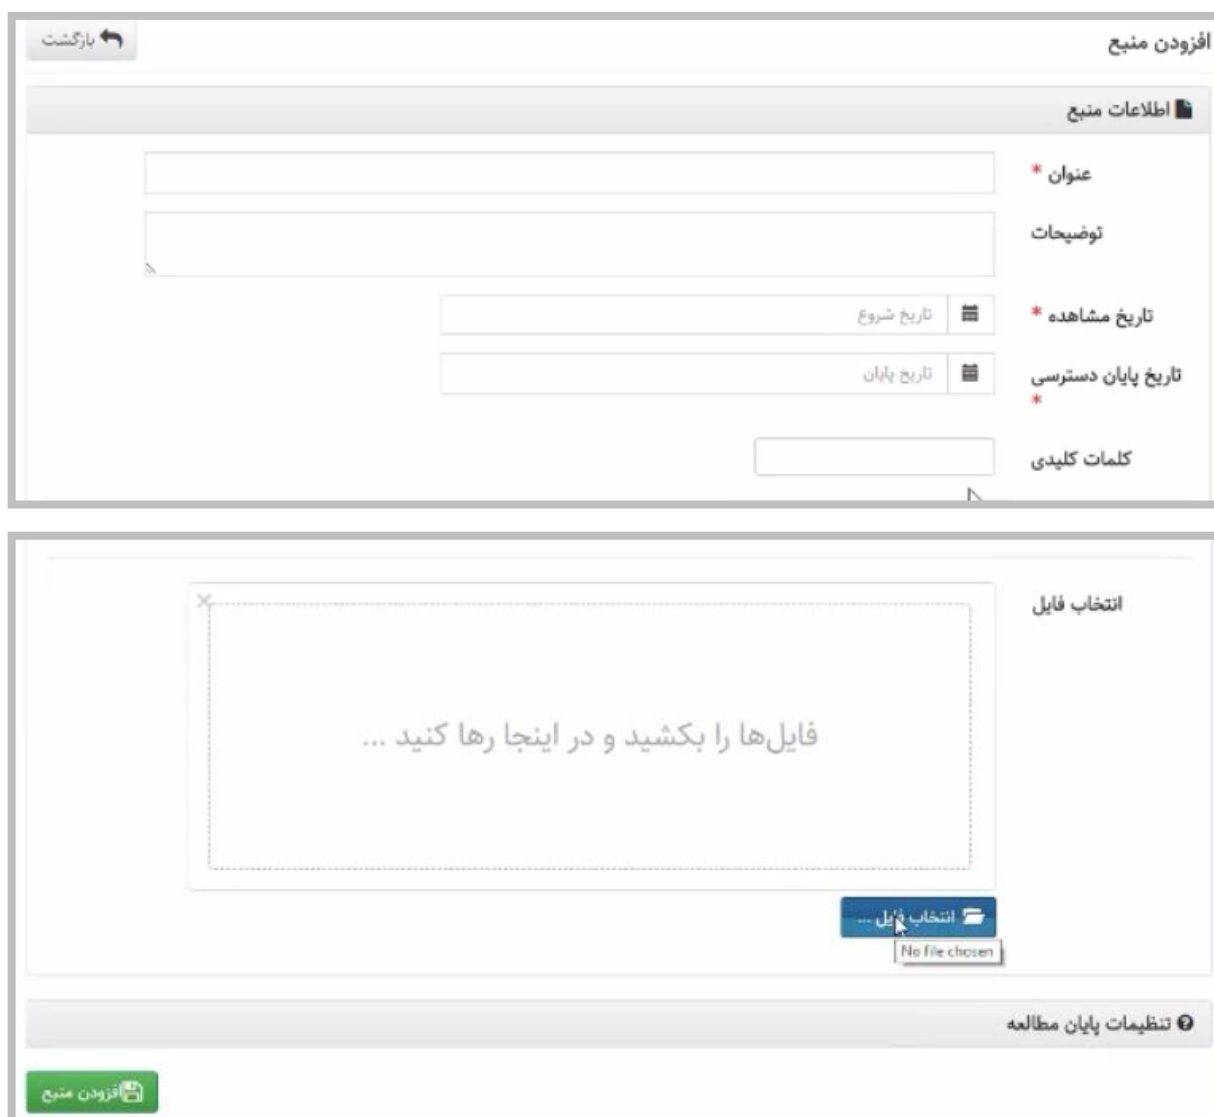 افزودن منبع
بازگشت
اطلاعات منبع
عنوان *
توضیحات
تاریخ مشاهده *
تاریخ شروع
تاریخ پایان دسترسی
*
تاریخ پایان
کلمات کلیدی
انتخاب فایل
فایل‌ها را بکشید و در اینجا رها کنید ...
انتخاب فایل ...
No file chosen
تنظیمات پایان مطالعه
افزودن منبع